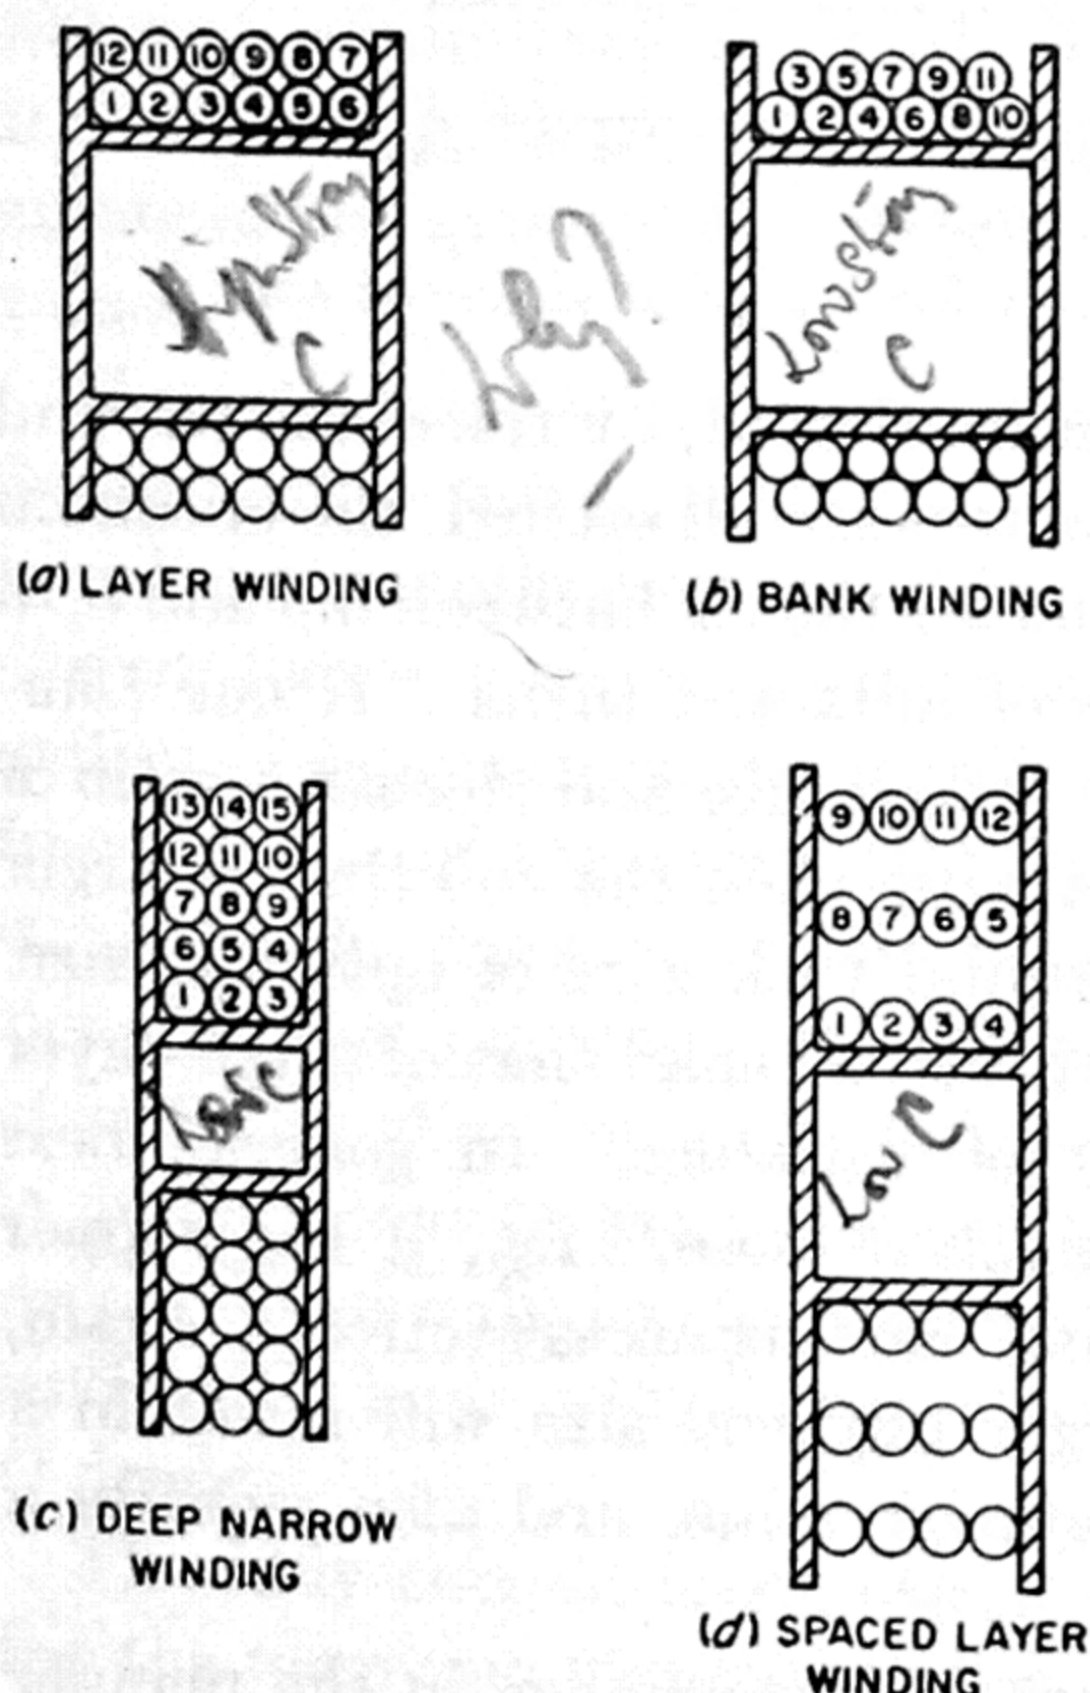 12 11 10 9 8 7
1 2 3 4 5 6
Stray
C
(a) LAYER WINDING
Why?
3 5 7 9 11
1 2 4 6 8 10
Low Stray
C
(b) BANK WINDING
13 14 15
12 11 10
7 8 9
6 5 4
1 2 3
Low C
(c) DEEP NARROW
WINDING
9 10 11 12
8 7 6 5
1 2 3 4
Low C
(d) SPACED LAYER
WINDING